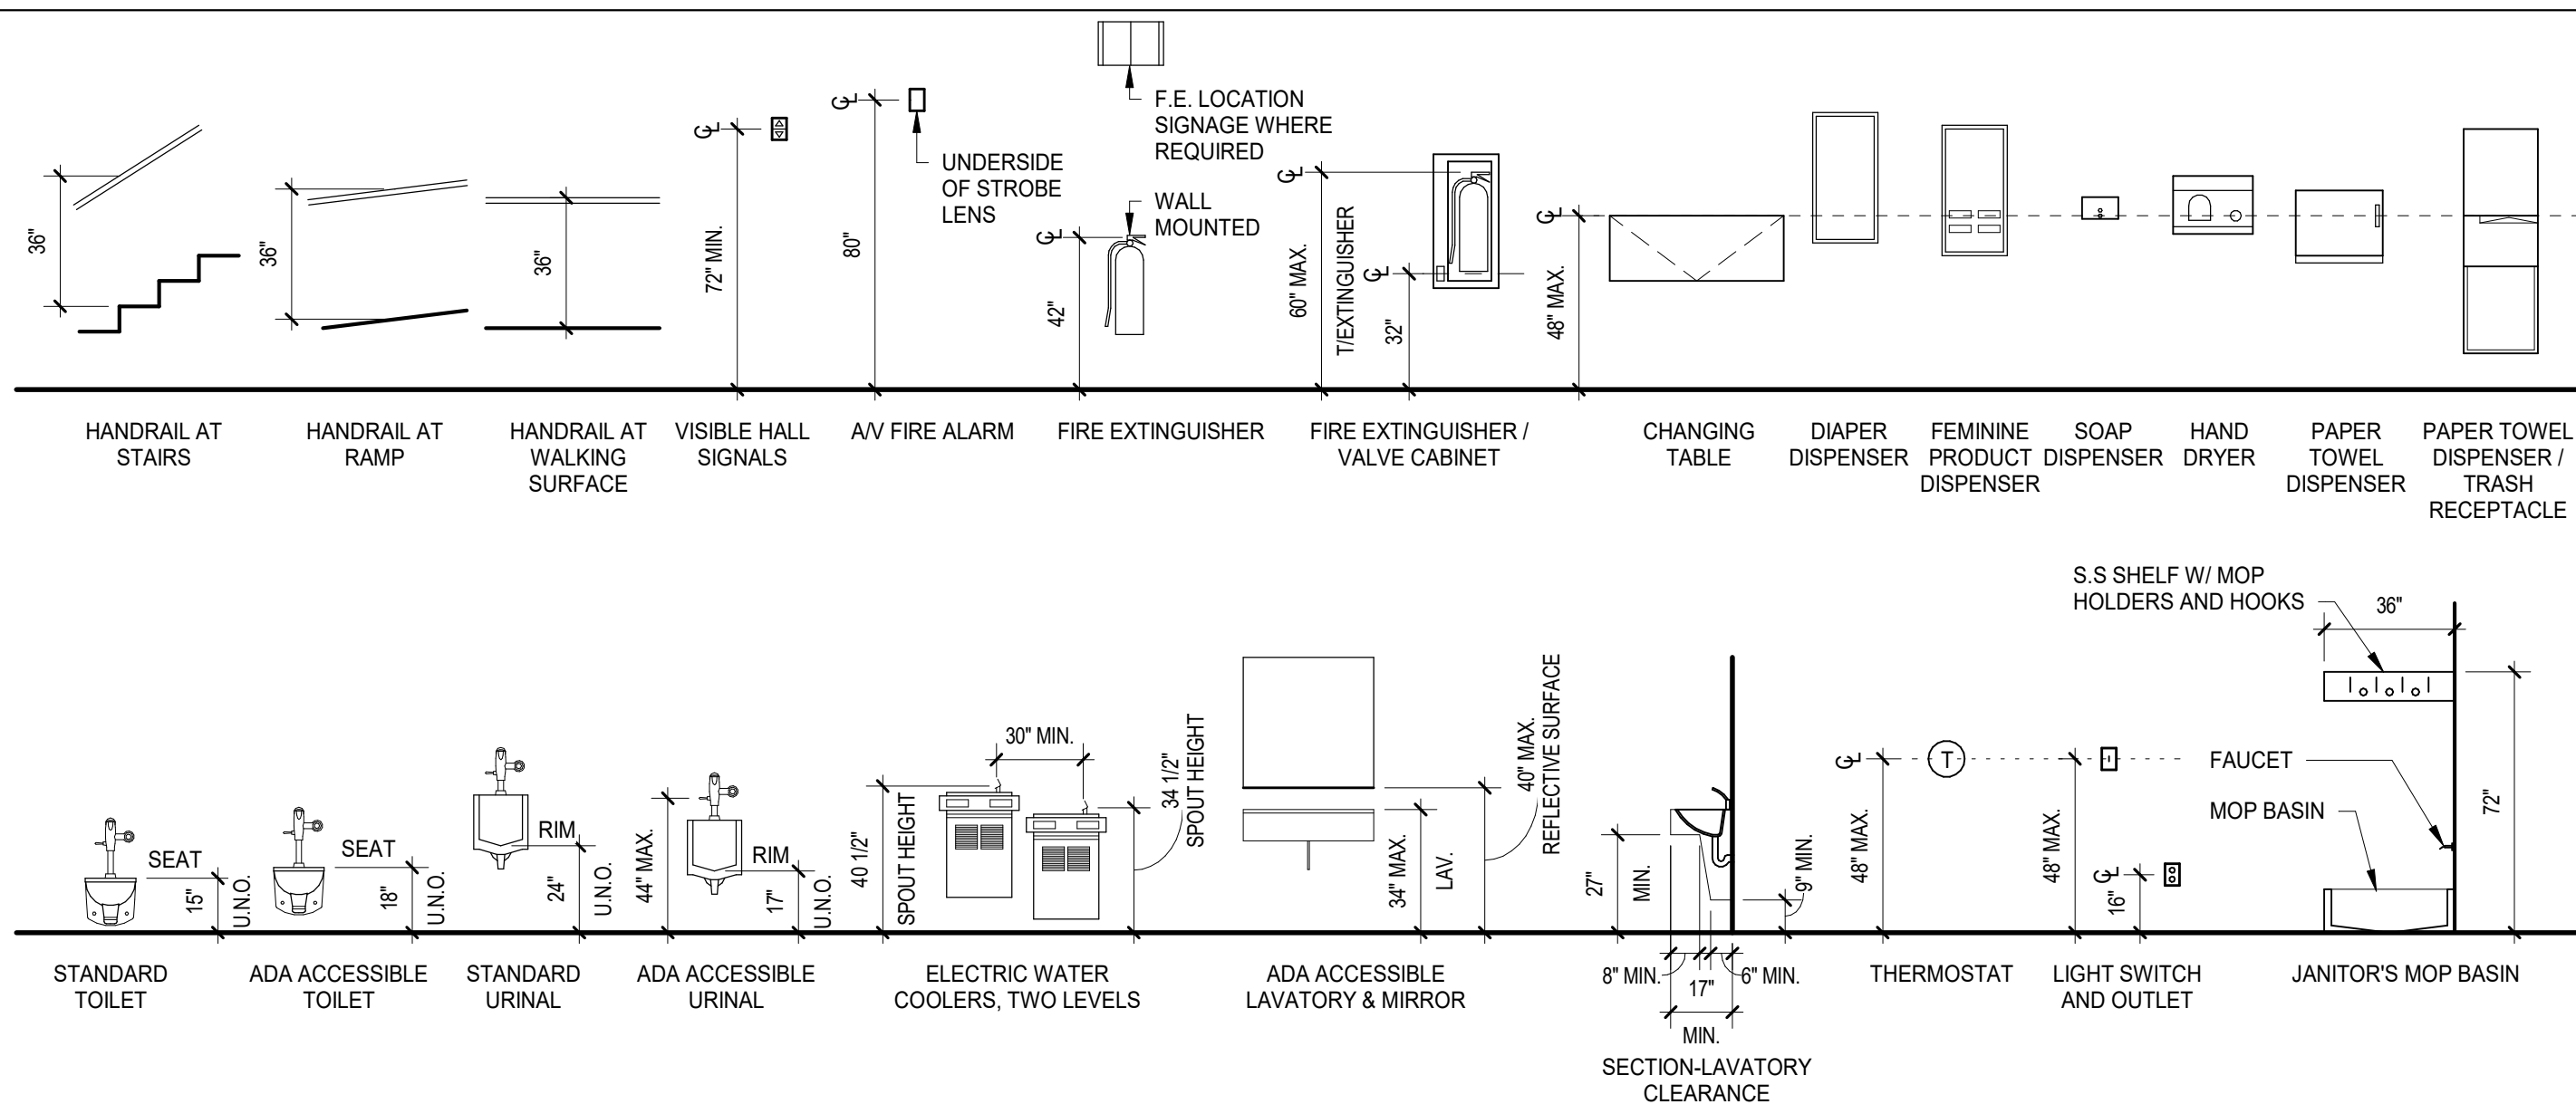 F.E. LOCATION
SIGNAGE WHERE
REQUIRED
UNDERSIDE
OF STROBE
LENS
WALL
MOUNTED
36"
36"
36"
72" MIN.
80"
42"
60" MAX.
T/EXTINGUISHER
32"
48" MAX.
HANDRAIL AT
STAIRS
HANDRAIL AT
RAMP
HANDRAIL AT
WALKING
SURFACE
VISIBLE HALL
SIGNALS
A/V FIRE ALARM
FIRE EXTINGUISHER
FIRE EXTINGUISHER /
VALVE CABINET
CHANGING
TABLE
DIAPER
DISPENSER
FEMININE
PRODUCT
DISPENSER
SOAP
DISPENSER
HAND
DRYER
PAPER
TOWEL
DISPENSER
PAPER TOWEL
DISPENSER /
TRASH
RECEPTACLE
SEAT
15"
U.N.O.
SEAT
18"
U.N.O.
RIM
24"
U.N.O.
44" MAX.
RIM
17"
U.N.O.
40 1/2"
SPOUT HEIGHT
30" MIN.
34 1/2"
SPOUT HEIGHT
34" MAX.
LAV.
40" MAX.
REFLECTIVE SURFACE
27"
MIN.
9" MIN.
8" MIN.
17"
6" MIN.
MIN.
48" MAX.
T
48" MAX.
16"
S.S SHELF W/ MOP
HOLDERS AND HOOKS
36"
FAUCET
MOP BASIN
72"
STANDARD
TOILET
ADA ACCESSIBLE
TOILET
STANDARD
URINAL
ADA ACCESSIBLE
URINAL
ELECTRIC WATER
COOLERS, TWO LEVELS
ADA ACCESSIBLE
LAVATORY & MIRROR
SECTION-LAVATORY
CLEARANCE
THERMOSTAT
LIGHT SWITCH
AND OUTLET
JANITOR'S MOP BASIN